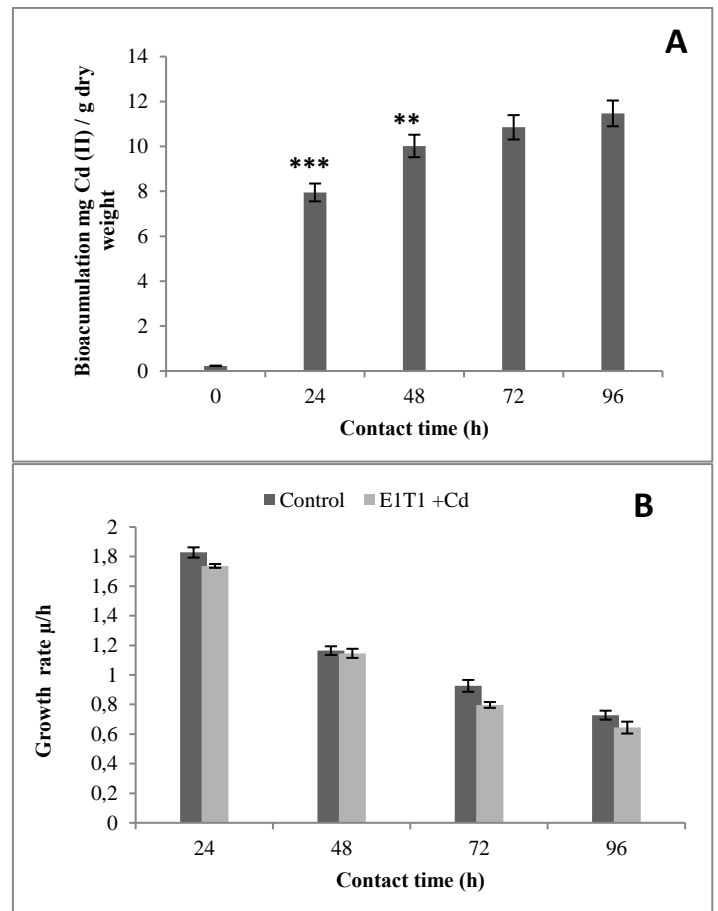 A
Bioacumulation mg Cd (II) / g dry
weight
14
12
10
8
6
4
2
0
***
**
0 24 48 72 96
Contact time (h)
B
Control E1T1 +Cd
Growth rate µ/h
2
1,8
1,6
1,4
1,2
1
0,8
0,6
0,4
0,2
0
24 48 72 96
Contact time (h)